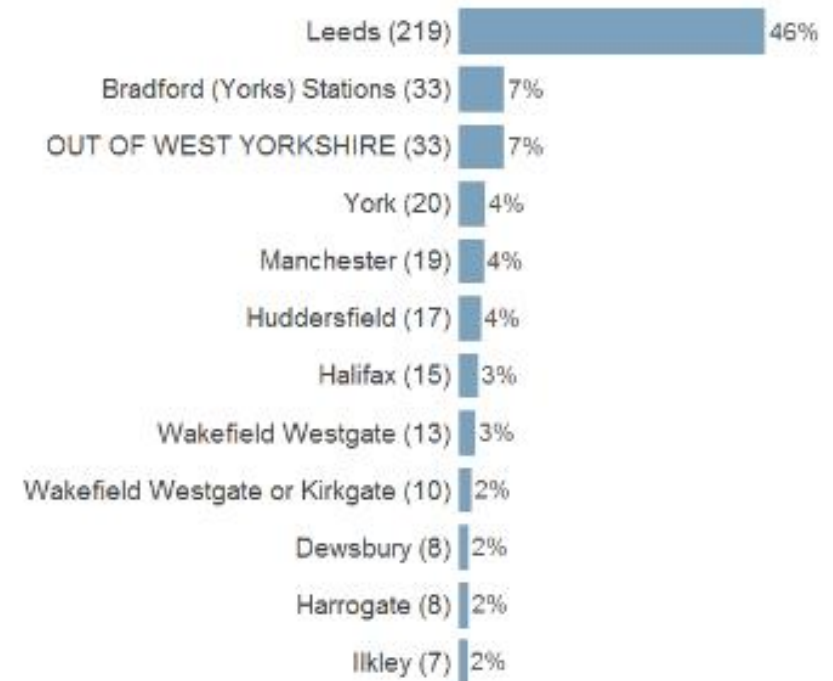 Leeds (219) 46%
Bradford (Yorks) Stations (33) 7%
OUT OF WEST YORKSHIRE (33) 7%
York (20) 4%
Manchester (19) 4%
Huddersfield (17) 4%
Halifax (15) 3%
Wakefield Westgate (13) 3%
Wakefield Westgate or Kirkgate (10) 2%
Dewsbury (8) 2%
Harrogate (8) 2%
Ilkley (7) 2%